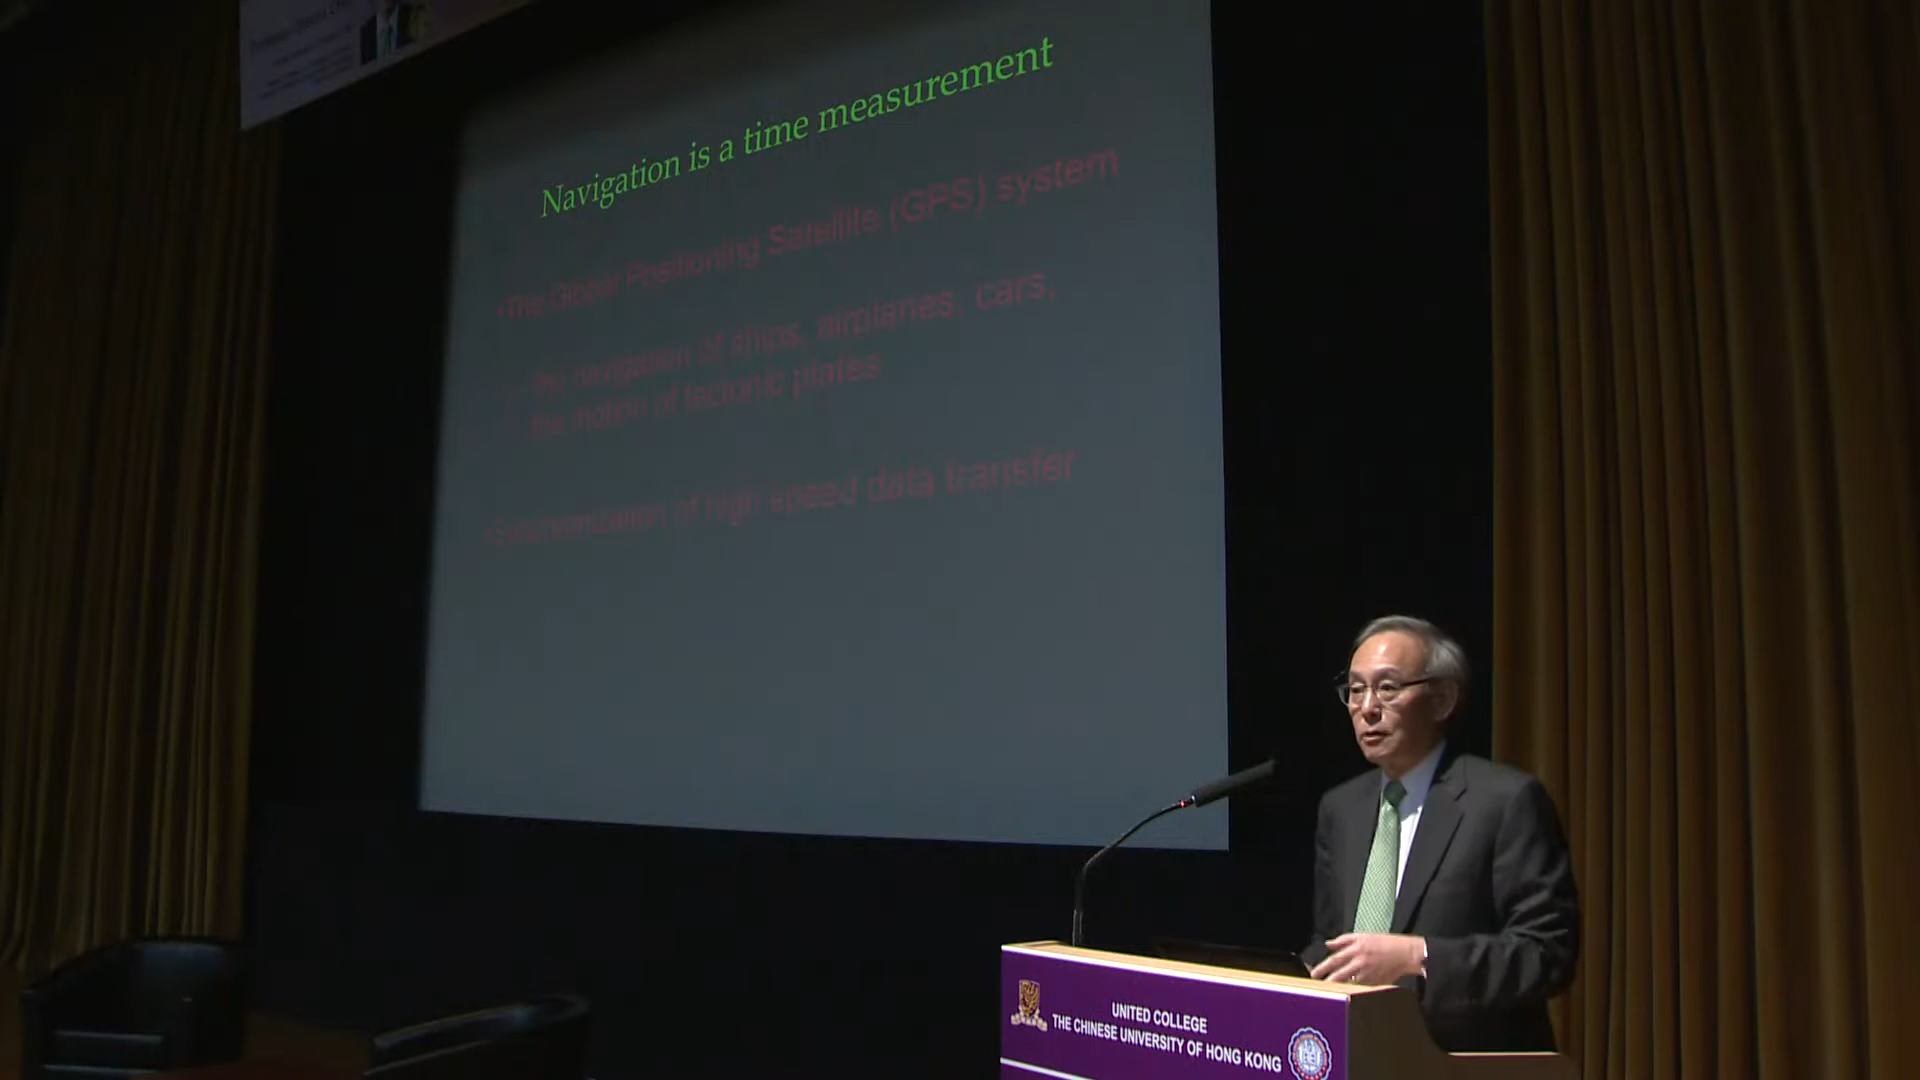 Navigation is a time measurement
•The Global Positioning Satellite (GPS) system
the navigation of ships, airplanes, cars,
the motion of tectonic plates
•Synchronization of high speed data transfer
UNITED COLLEGE
THE CHINESE UNIVERSITY OF HONG KONG